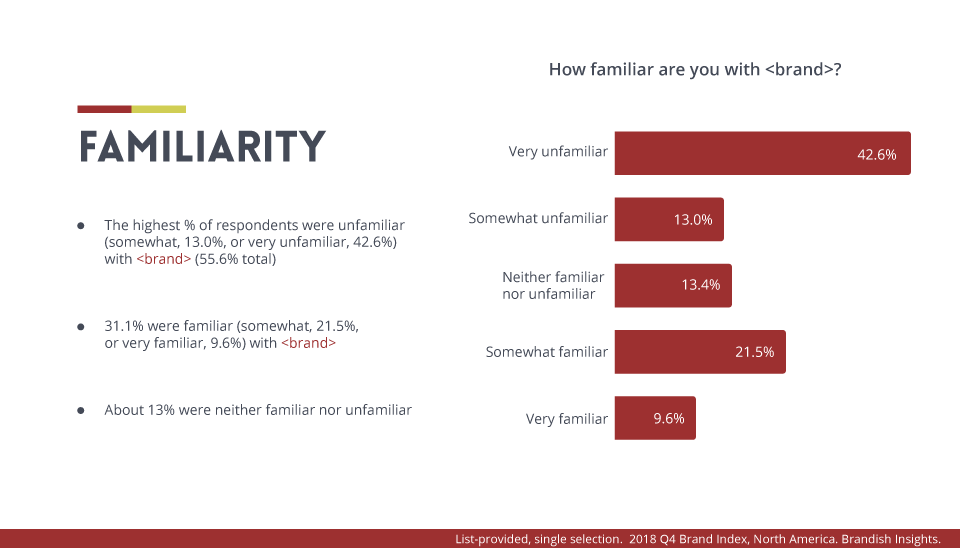 How familiar are you with <brand>?
FAMILIARITY
● The highest % of respondents were unfamiliar
(somewhat, 13.0%, or very unfamiliar, 42.6%)
with <brand> (55.6% total)
● 31.1% were familiar (somewhat, 21.5%,
or very familiar, 9.6%) with <brand>
● About 13% were neither familiar nor unfamiliar
Very unfamiliar 42.6%
Somewhat unfamiliar 13.0%
Neither familiar
nor unfamiliar 13.4%
Somewhat familiar 21.5%
Very familiar 9.6%
List-provided, single selection. 2018 Q4 Brand Index, North America. Brandish Insights.